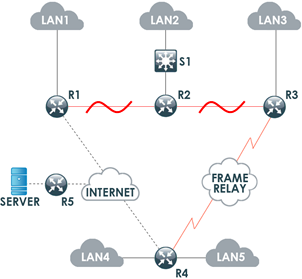 LAN1
LAN2
LAN3
S1
R1
R2
R3
FRAME
RELAY
SERVER
R5
INTERNET
LAN4
R4
LAN5